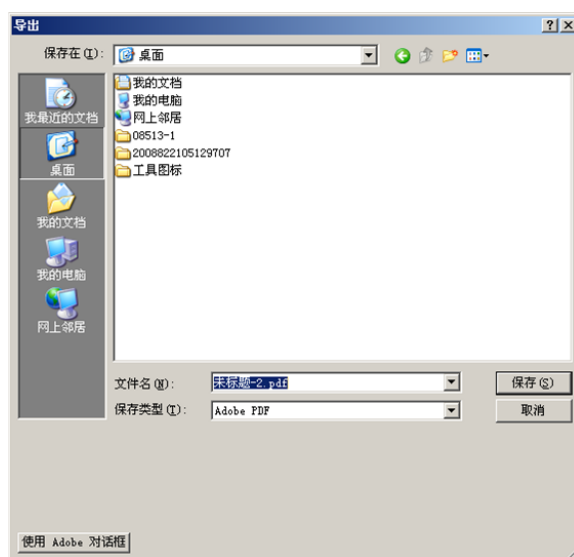 导出
保存在(I):
桌面
我最近的文档
桌面
我的文档
我的电脑
网上邻居
我的文档
我的电脑
网上邻居
08513-1
2008822105129707
工具图标
文件名(N):
未标题-2.pdf
保存(S)
保存类型(T):
Adobe PDF
取消
使用 Adobe 对话框